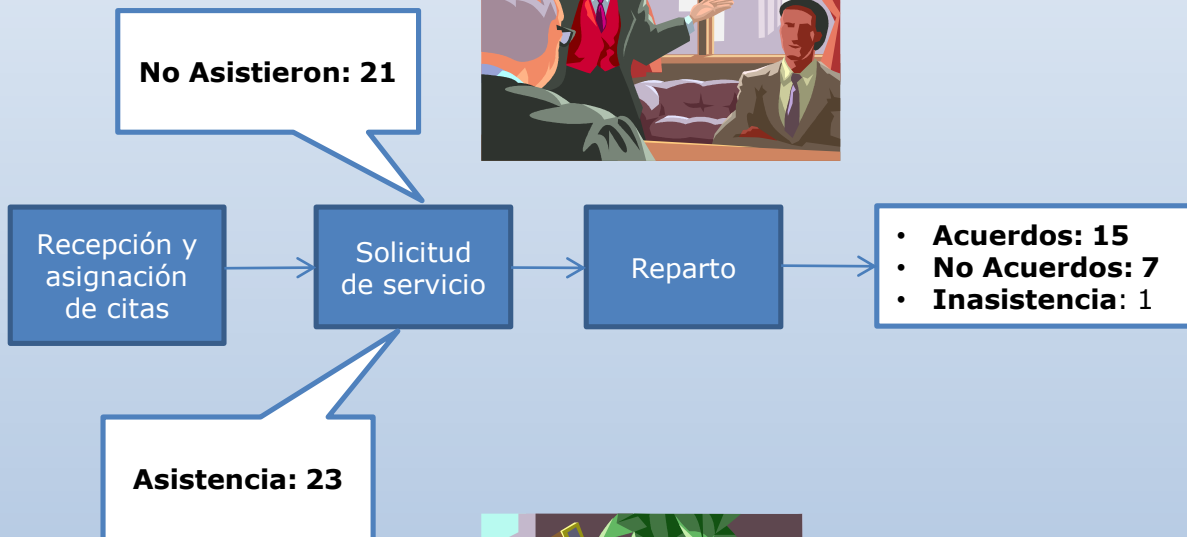 No Asistieron: 21
Recepción y
asignación
de citas
Solicitud
de servicio
Reparto
• Acuerdos: 15
• No Acuerdos: 7
• Inasistencia: 1
Asistencia: 23